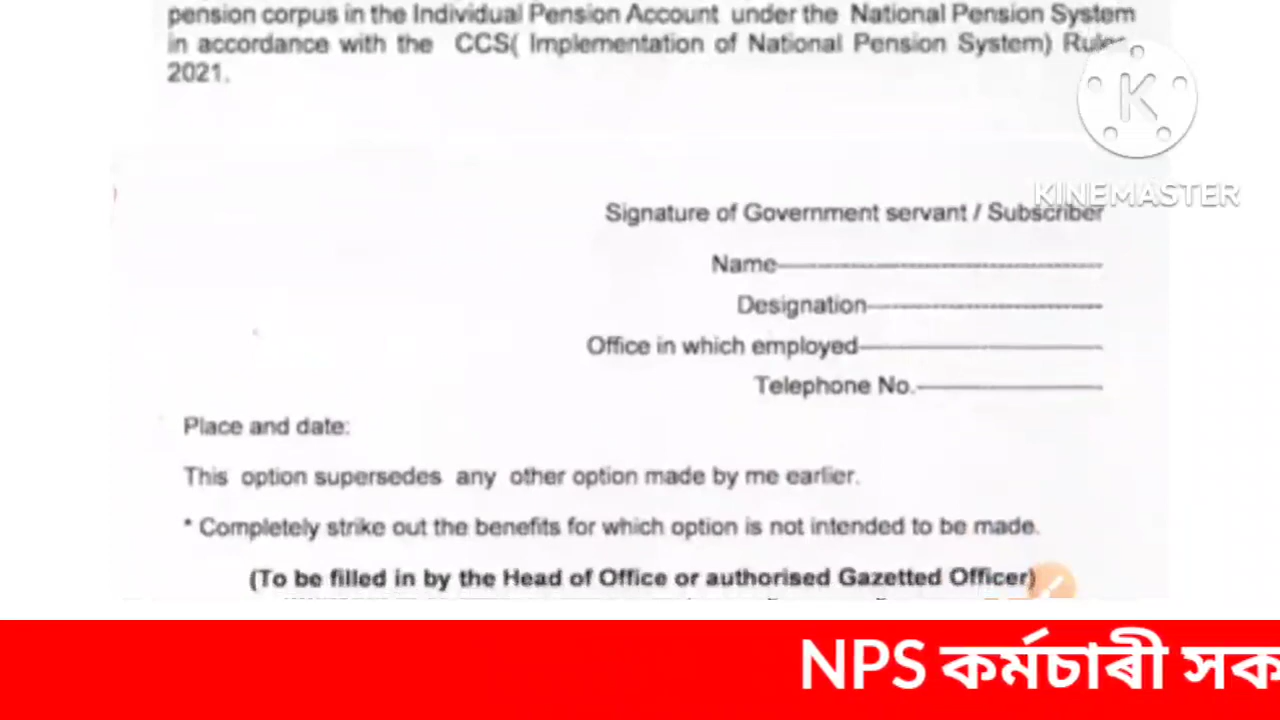 pension corpus in the Individual Pension Account under the National Pension System
in accordance with the CCS( Implementation of National Pension System) Rules
2021.
K
KINEMASTER
Signature of Government servant / Subscriber
Name
Designation
Office in which employed
Telephone No.
Place and date:
This option supersedes any other option made by me earlier.
* Completely strike out the benefits for which option is not intended to be made.
(To be filled in by the Head of Office or authorised Gazetted Officer)
NPS কৰ্মচাৰী সক